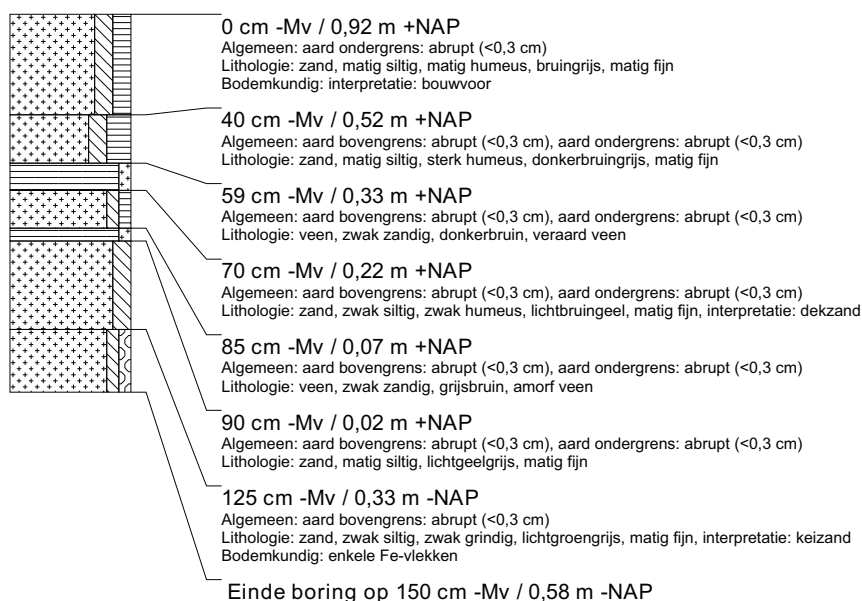 0 cm -Mv / 0,92 m +NAP
Algemeen: aard ondergrens: abrupt (<0,3 cm)
Lithologie: zand, matig siltig, matig humeus, bruingrijs, matig fijn
Bodemkundig: interpretatie: bouwvoor
40 cm -Mv / 0,52 m +NAP
Algemeen: aard bovengrens: abrupt (<0,3 cm), aard ondergrens: abrupt (<0,3 cm)
Lithologie: zand, matig siltig, sterk humeus, donkerbruingrijs, matig fijn
59 cm -Mv / 0,33 m +NAP
Algemeen: aard bovengrens: abrupt (<0,3 cm), aard ondergrens: abrupt (<0,3 cm)
Lithologie: veen, zwak zandig, donkerbruin, veraard veen
70 cm -Mv / 0,22 m +NAP
Algemeen: aard bovengrens: abrupt (<0,3 cm), aard ondergrens: abrupt (<0,3 cm)
Lithologie: zand, zwak siltig, zwak humeus, lichtbruingeel, matig fijn, interpretatie: dekzand
85 cm -Mv / 0,07 m +NAP
Algemeen: aard bovengrens: abrupt (<0,3 cm), aard ondergrens: abrupt (<0,3 cm)
Lithologie: veen, zwak zandig, grijsbruin, amorf veen
90 cm -Mv / 0,02 m +NAP
Algemeen: aard bovengrens: abrupt (<0,3 cm), aard ondergrens: abrupt (<0,3 cm)
Lithologie: zand, matig siltig, lichtgeelgrijs, matig fijn
125 cm -Mv / 0,33 m -NAP
Algemeen: aard bovengrens: abrupt (<0,3 cm)
Lithologie: zand, zwak siltig, zwak grindig, lichtgroengrijs, matig fijn, interpretatie: keizand
Bodemkundig: enkele Fe-vlekken
Einde boring op 150 cm -Mv / 0,58 m -NAP